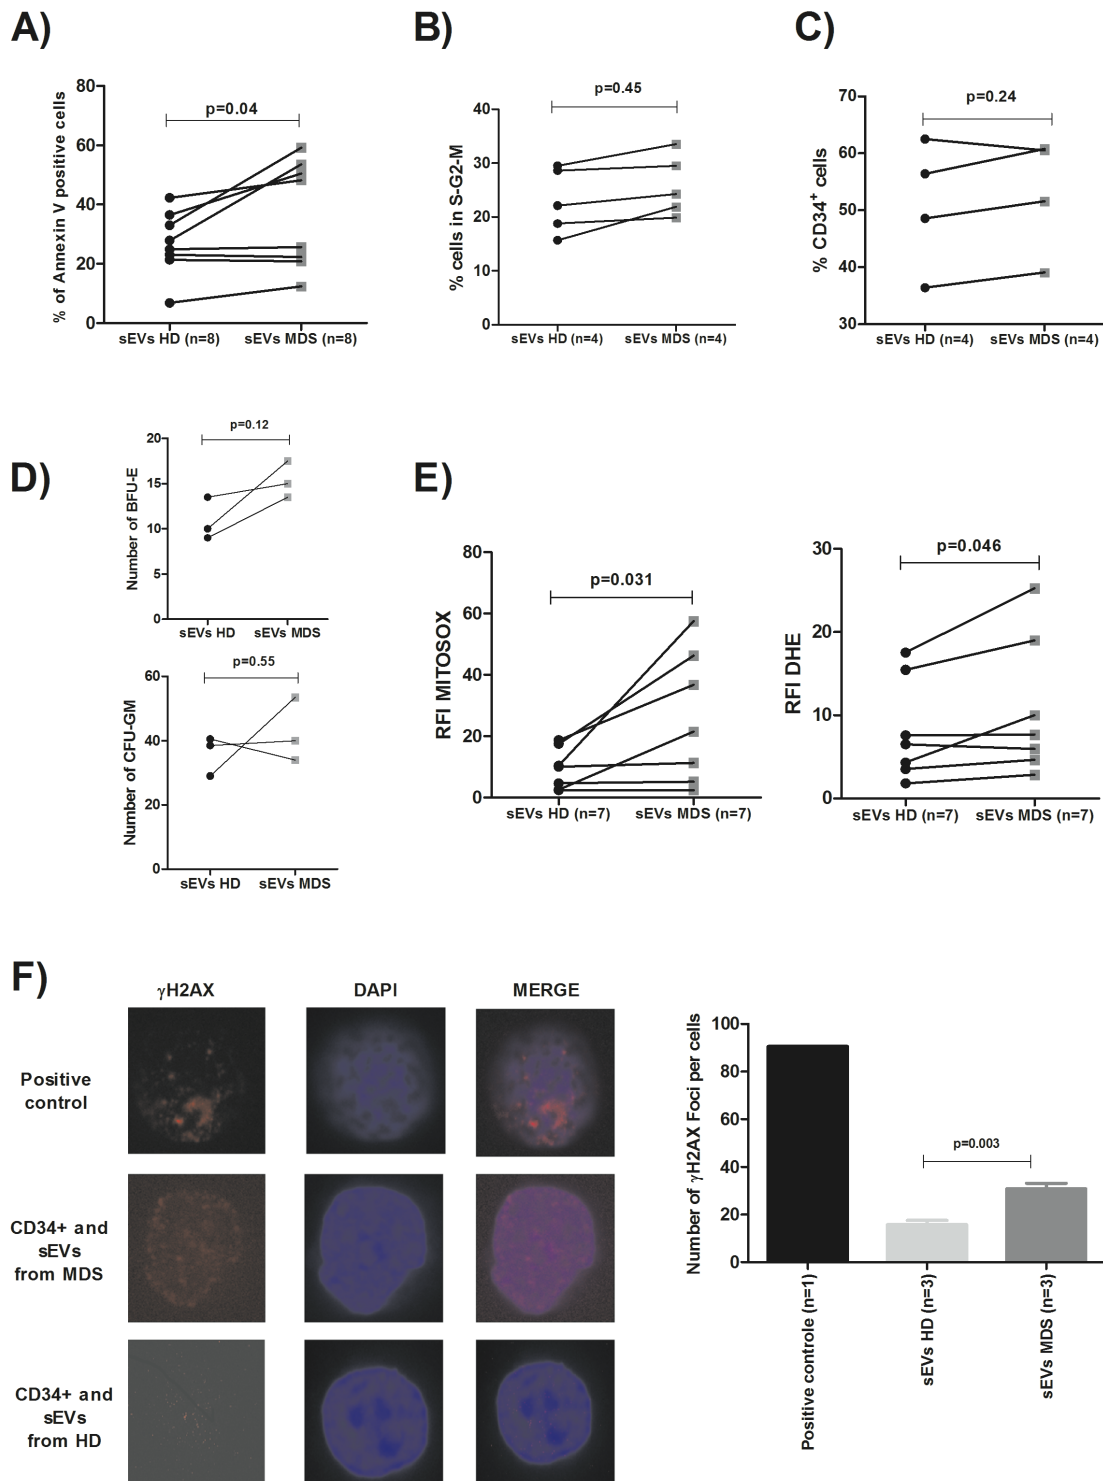 A)
B)
C)
% of Annexin V positive cells
80
60
40
20
0
p=0.04
sEVs HD (n=8)
sEVs MDS (n=8)
% cells in S-G2-M
40
30
20
10
0
p=0.45
sEVs HD (n=4)
sEVs MDS (n=4)
% CD34⁺ cells
70
60
50
40
30
p=0.24
sEVs HD (n=4)
sEVs MDS (n=4)
D)
Number of BFU-E
20
15
10
5
0
p=0.12
sEVs HD
sEVs MDS
Number of CFU-GM
60
40
20
0
p=0.55
sEVs HD
sEVs MDS
E)
RFI MITOSOX
80
60
40
20
0
p=0.031
sEVs HD (n=7)
sEVs MDS (n=7)
RFI DHE
30
20
10
0
p=0.046
sEVs HD (n=7)
sEVs MDS (n=7)
F)
γH2AX
DAPI
MERGE
Positive
control
CD34+ and
sEVs
from MDS
CD34+ and
sEVs
from HD
Number of γH2AX Foci per cells
100
80
60
40
20
0
p=0.003
Positive controle (n=1)
sEVs HD (n=3)
sEVs MDS (n=3)